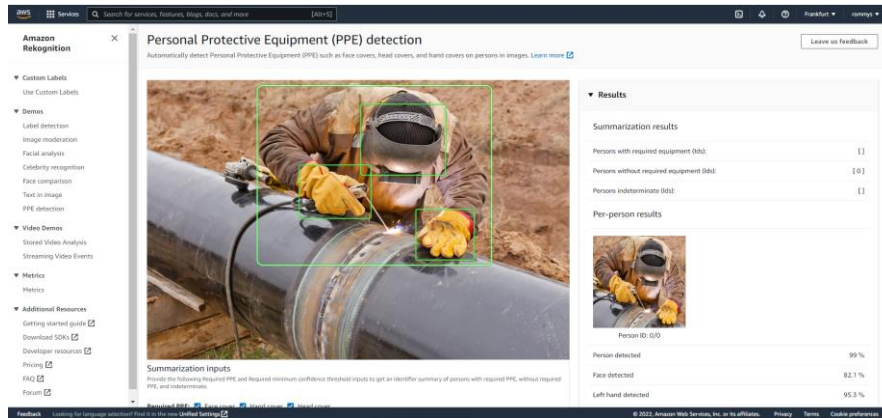 aws
Services
Search for services, features, blogs, docs, and more
[Alt+S]
Frankfurt
rommys
Amazon
Rekognition
Custom Labels
Use Custom Labels
Demos
Label detection
Image moderation
Facial analysis
Celebrity recognition
Face comparison
Text in image
PPE detection
Video Demos
Stored Video Analysis
Streaming Video Events
Metrics
Metrics
Additional Resources
Getting started guide
Download SDKs
Developer resources
Pricing
FAQ
Forum
Personal Protective Equipment (PPE) detection
Leave us feedback
Automatically detect Personal Protective Equipment (PPE) such as face covers, head covers, and hand covers on persons in images. Learn more
Summarization inputs
Provide the following Required PPE and Required minimum confidence threshold inputs to get an identifier summary of persons with required PPE, without required
PPE, and indeterminate.
Required PPE: Face cover Hand cover Head cover
Results
Summarization results
Persons with required equipment (Ids): [ ]
Persons without required equipment (Ids): [ 0 ]
Persons indeterminate (Ids): [ ]
Per-person results
Person ID: 0/0
Person detected 99 %
Face detected 82.1 %
Left hand detected 95.3 %
Feedback Looking for language selection? Find it in the new Unified Settings
© 2022, Amazon Web Services, Inc. or its affiliates. Privacy Terms Cookie preferences